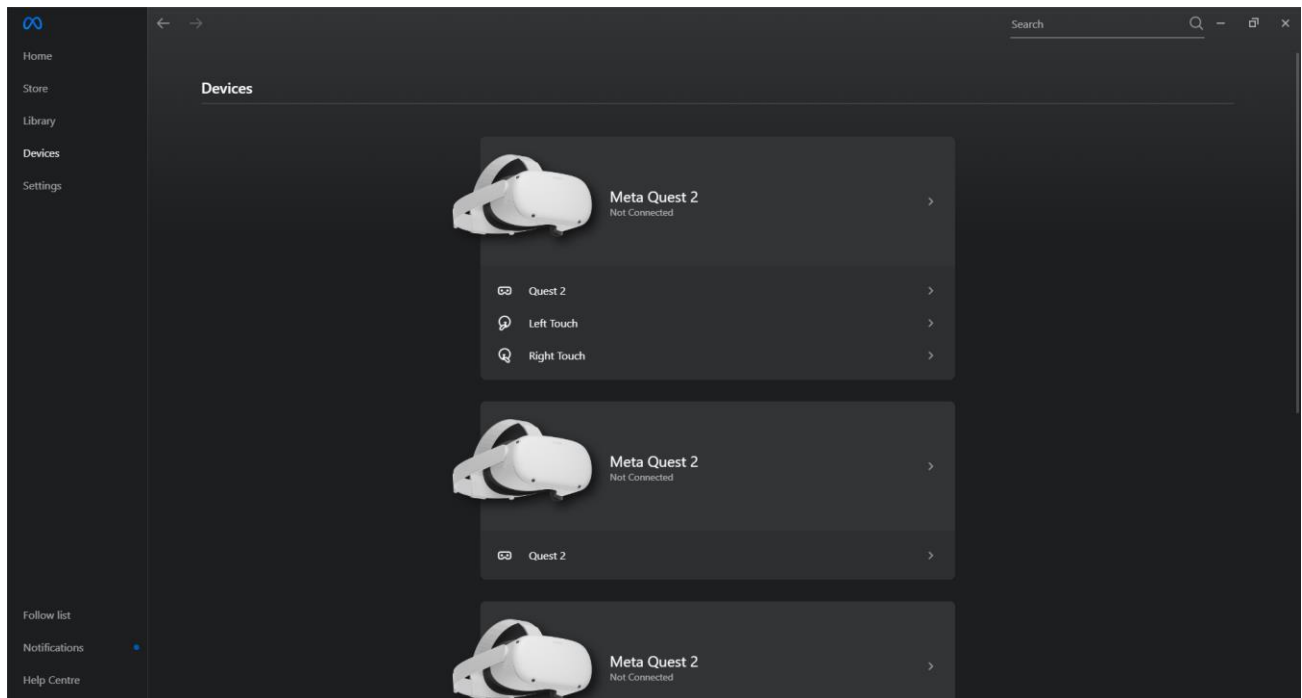 Search
Home
Store
Library
Devices
Settings
Follow list
Notifications
Help Centre
Devices
Meta Quest 2
Not Connected
Quest 2
Left Touch
Right Touch
Meta Quest 2
Not Connected
Quest 2
Meta Quest 2
Not Connected